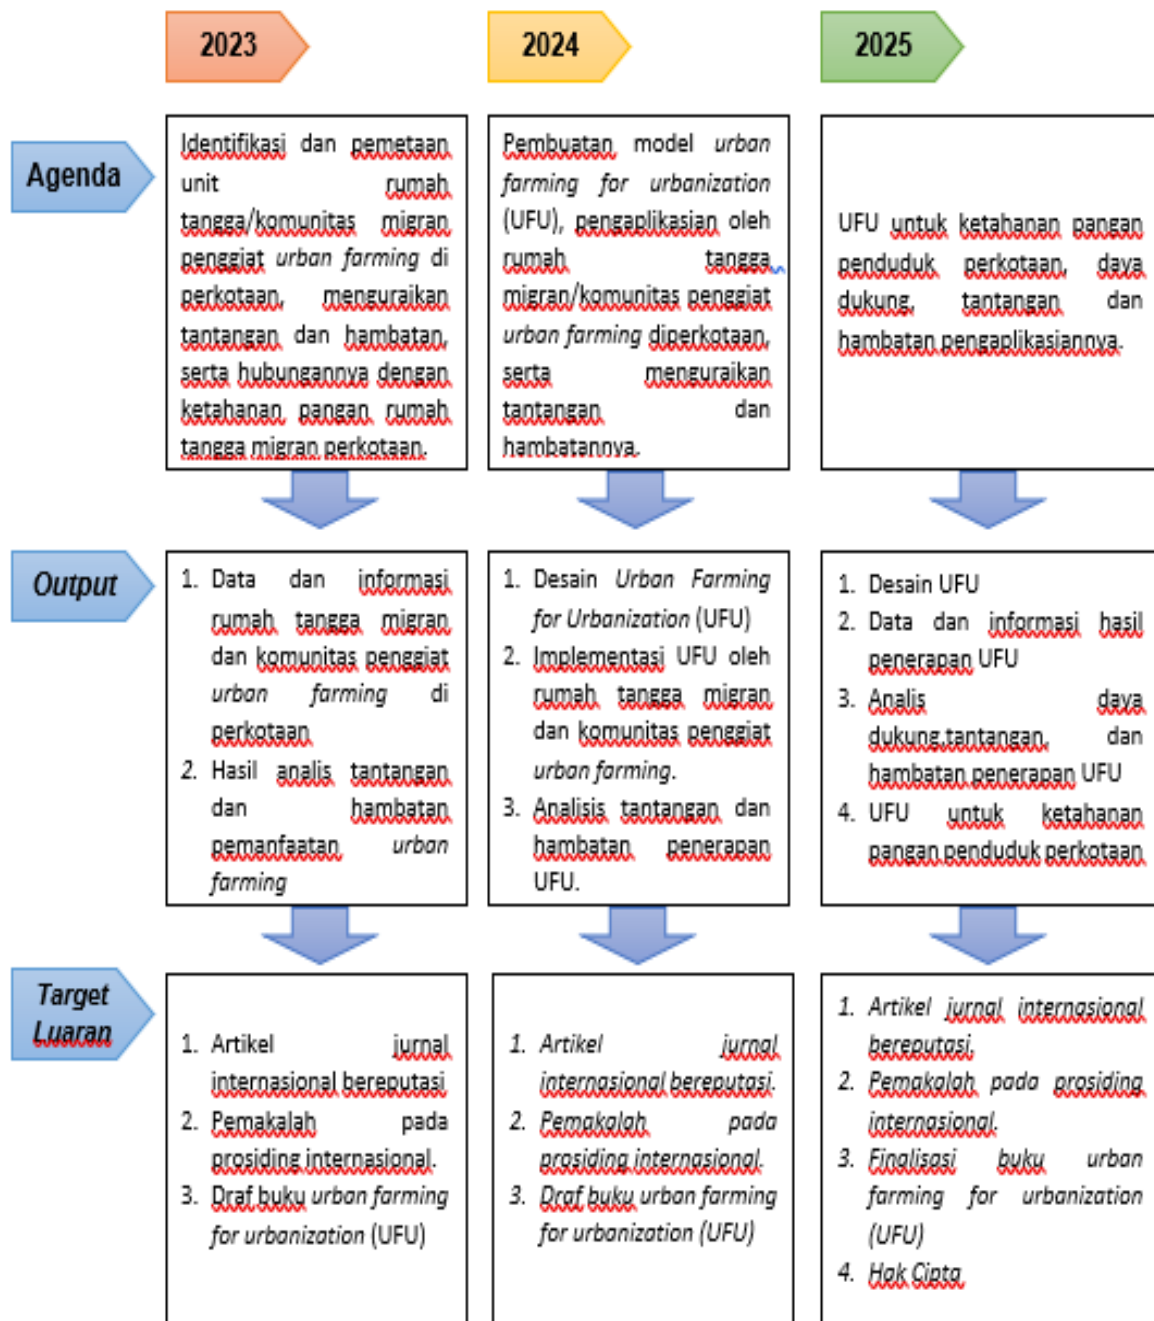 2023
2024
2025
Agenda
Identifikasi dan pemetaan
unit rumah
tangga/komunitas migran
penggiat urban farming di
perkotaan, menguraikan
tantangan dan hambatan,
serta hubungannya dengan
ketahanan pangan rumah
tangga migran perkotaan.
Pembuatan model urban
farming for urbanization
(UFU), pengaplikasian oleh
rumah tangga
migran/komunitas penggiat
urban farming diperkotaan,
serta menguraikan
tantangan dan
hambatannya.
UFU untuk ketahanan pangan
penduduk perkotaan, daya
dukung, tantangan dan
hambatan pengaplikasiannya.
Output
1. Data dan informasi
rumah tangga migran
dan komunitas penggiat
urban farming di
perkotaan
2. Hasil analis tantangan
dan hambatan
pemanfaatan urban
farming
1. Desain Urban Farming
for Urbanization (UFU)
2. Implementasi UFU oleh
rumah tangga migran
dan komunitas penggiat
urban farming.
3. Analisis tantangan dan
hambatan penerapan
UFU.
1. Desain UFU
2. Data dan informasi hasil
penerapan UFU
3. Analis daya
dukung,tantangan, dan
hambatan penerapan UFU
4. UFU untuk ketahanan
pangan penduduk perkotaan
Target
Luaran
1. Artikel jurnal
internasional bereputasi
2. Pemakalah pada
prosiding internasional.
3. Draf buku urban farming
for urbanization (UFU)
1. Artikel jurnal
internasional bereputasi.
2. Pemakalah pada
prosiding internasional.
3. Draf buku urban farming
for urbanization (UFU)
1. Artikel jurnal internasional
bereputasi.
2. Pemakalah pada prosiding
internasional.
3. Finalisasi buku urban
farming for urbanization
(UFU)
4. Hak Cipta